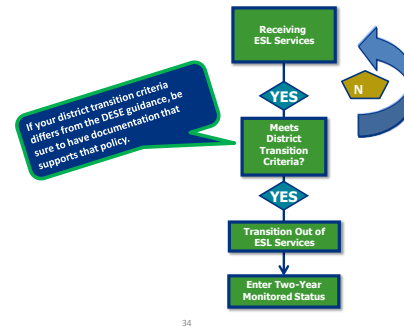 Receiving
ESL Services
YES
N
If your district transition criteria
differs from the DESE guidance, be
sure to have documentation that
supports that policy.
Meets
District
Transition
Criteria?
YES
Transition Out of
ESL Services
Enter Two-Year
Monitored Status
34